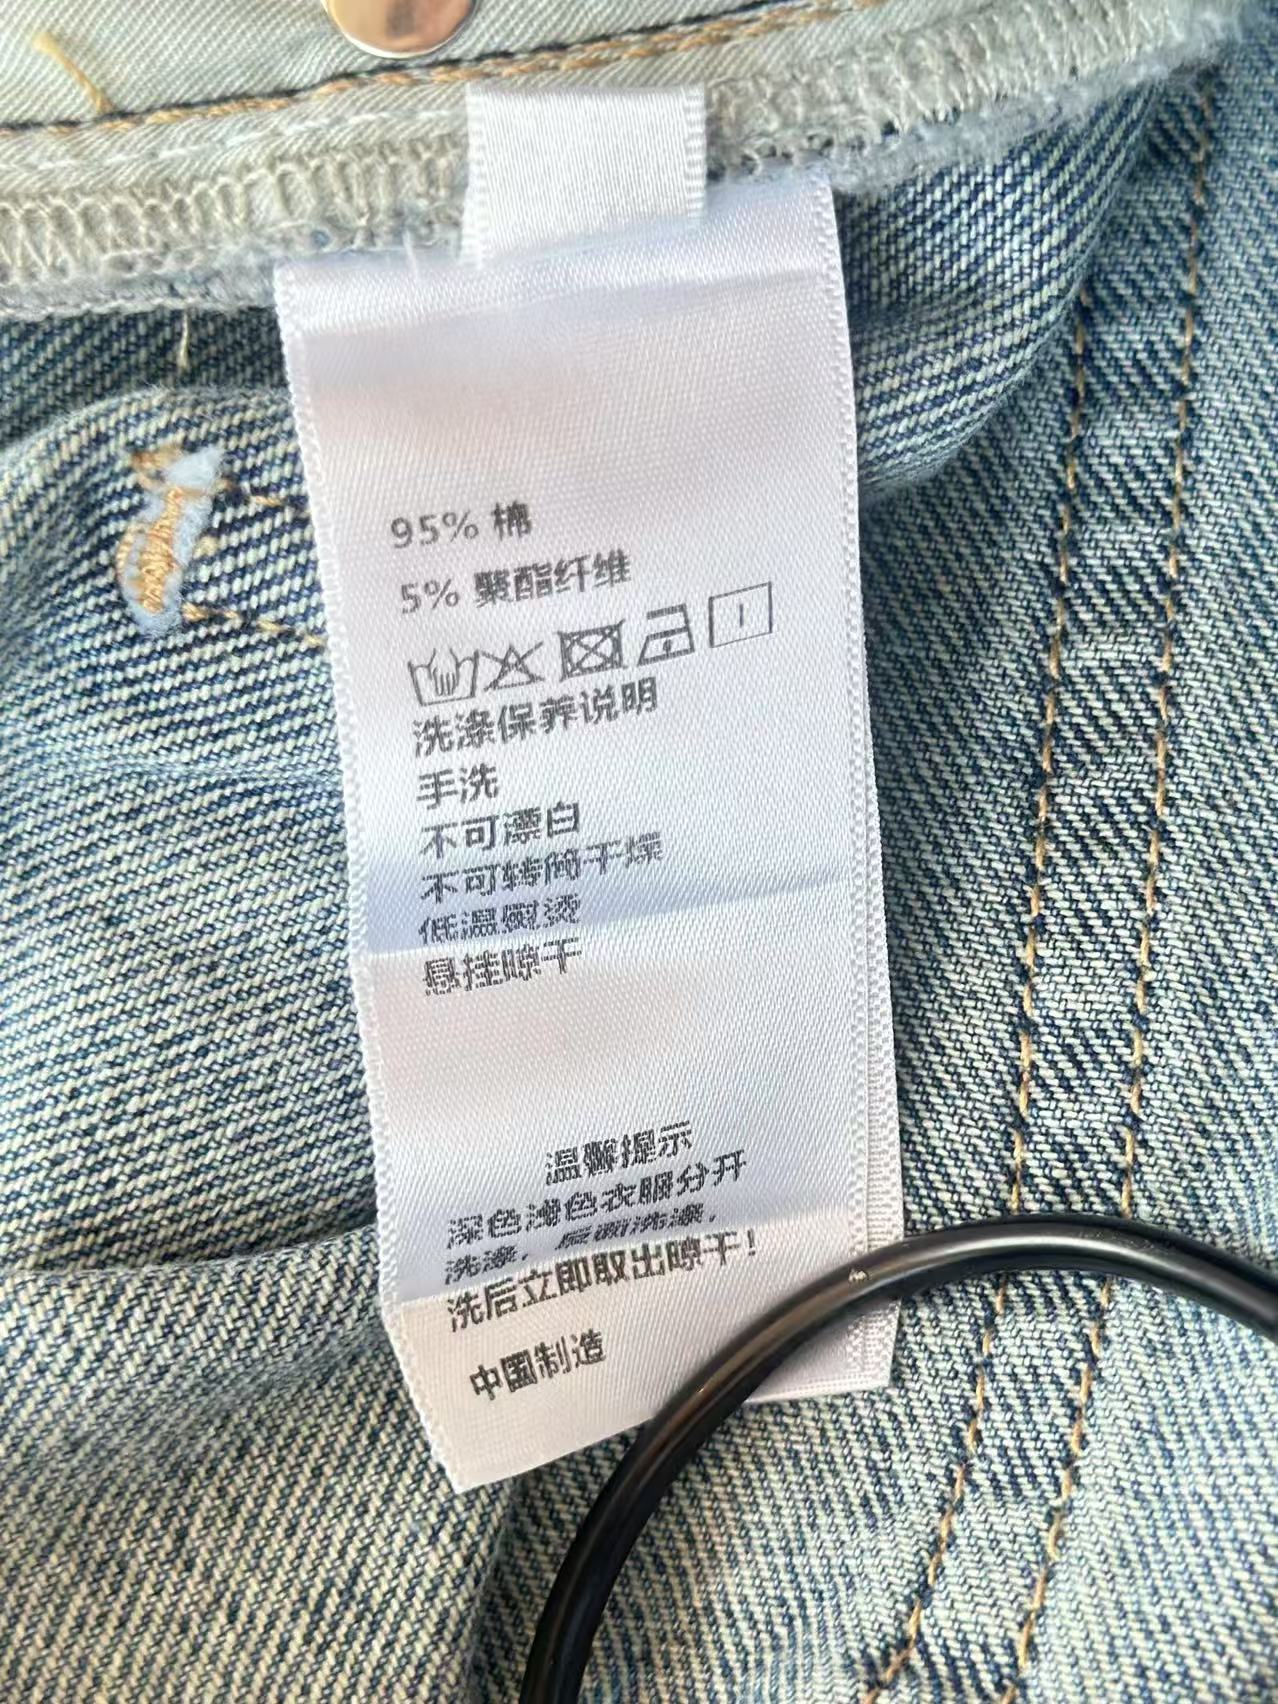 95% 棉
5% 聚酯纤维
洗涤保养说明
手洗
不可漂白
不可转筒干燥
低温熨烫
悬挂晾干
温馨提示
深色浅色衣服分开
洗涤，反面洗涤，
洗后立即取出晾干！
中国制造